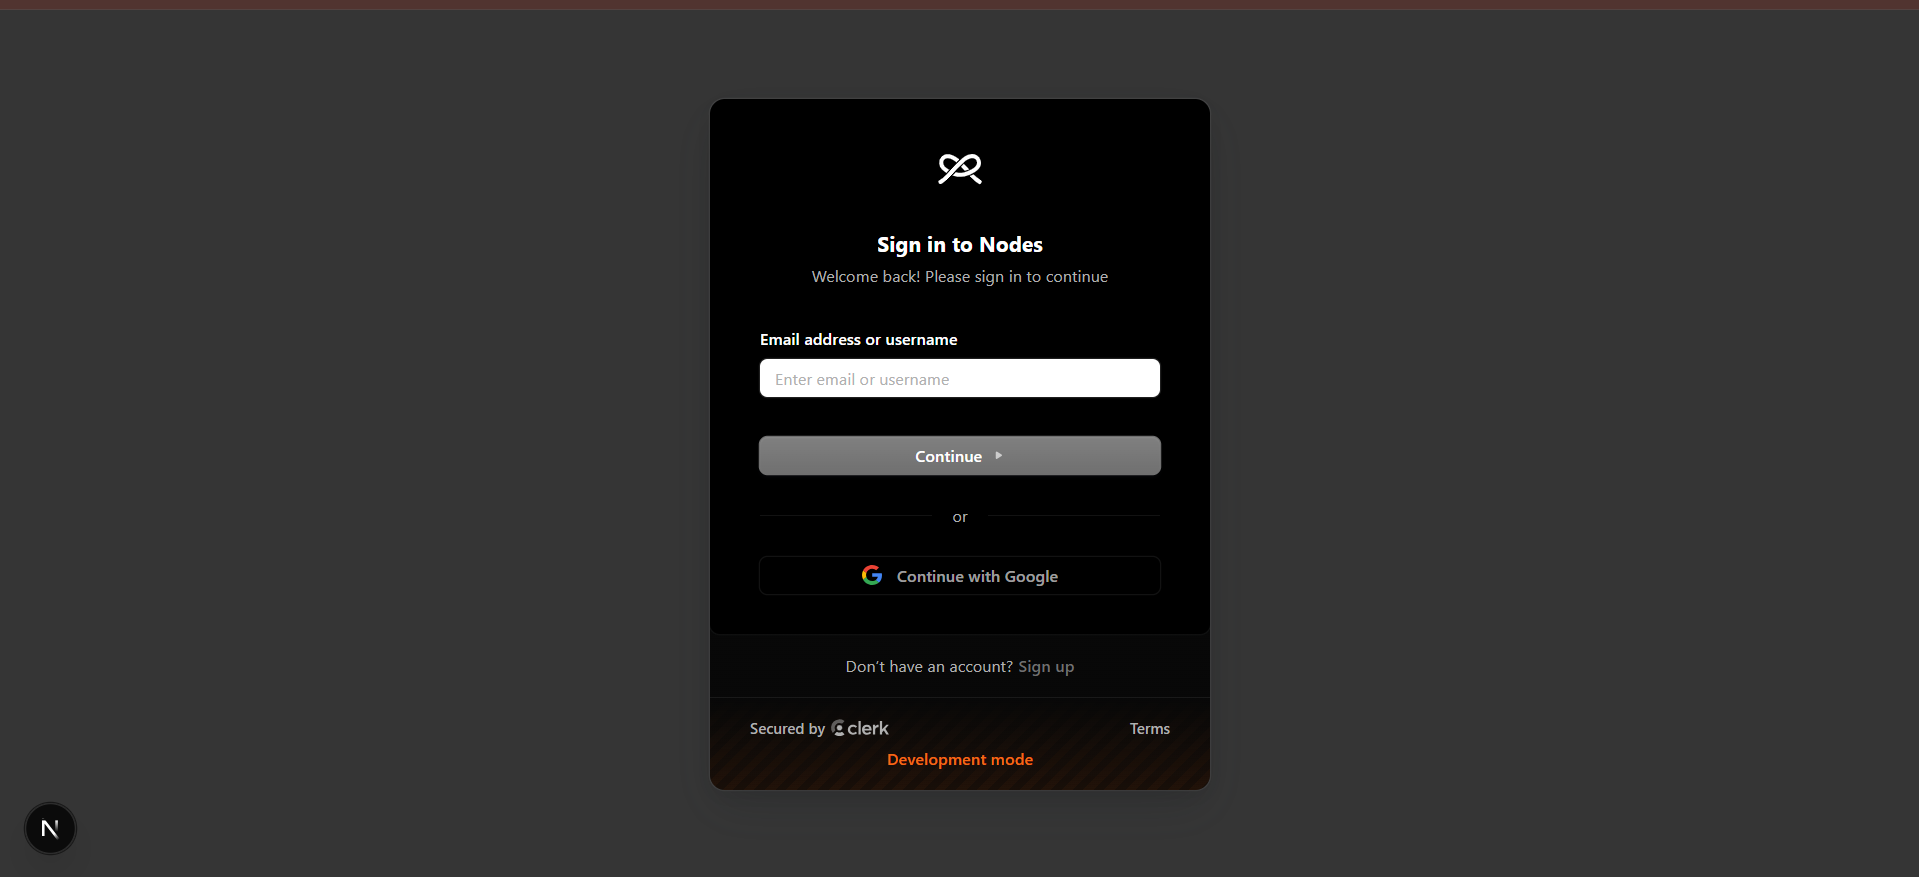 Sign in to Nodes
Welcome back! Please sign in to continue
Email address or username
Enter email or username
Continue
or
Continue with Google
Don't have an account? Sign up
Secured by clerk
Terms
Development mode
N